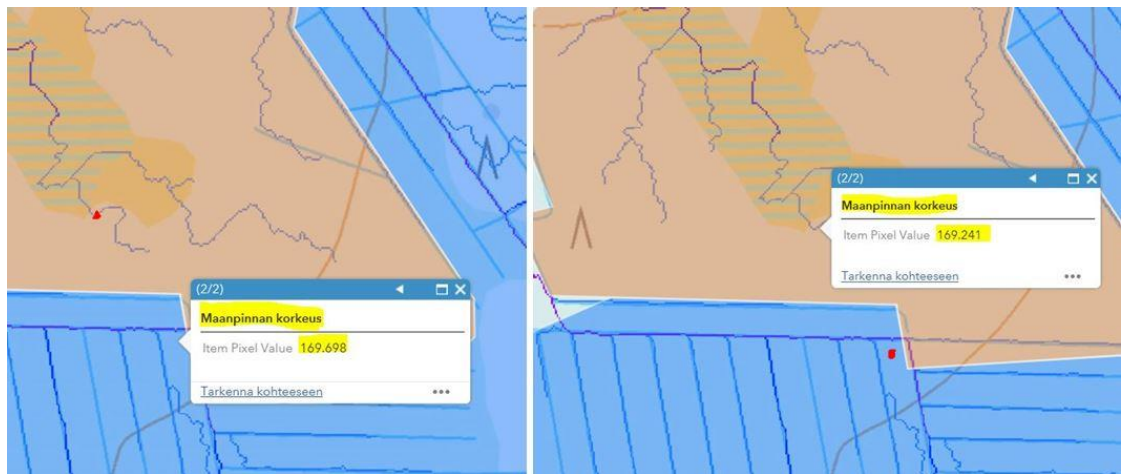 (2/2)
Maanpinnan korkeus
Item Pixel Value 169.698
Tarkenna kohteeseen
(2/2)
Maanpinnan korkeus
Item Pixel Value 169.241
Tarkenna kohteeseen